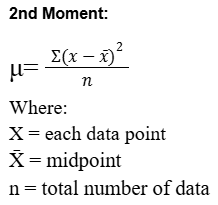 2nd Moment:
μ= Σ(x − x̄)² / n
Where:
X = each data point
X̄ = midpoint
n = total number of data